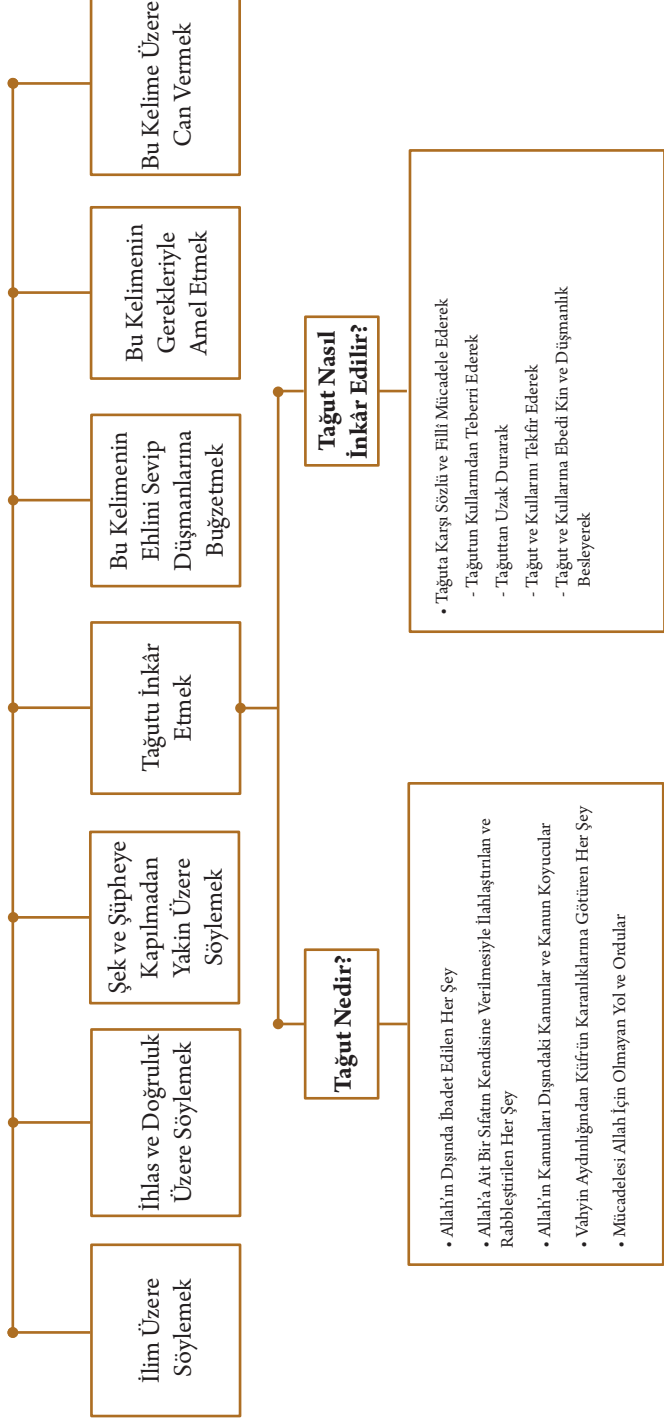 İlim Üzere
Söylemek
İhlas ve Doğruluk
Üzere Söylemek
Şek ve Şüpheye
Kapılmadan
Yakin Üzere
Söylemek
Tağutu İnkâr
Etmek
Bu Kelimenin
Ehlini Sevip
Düşmanlarına
Buğzetmek
Bu Kelimenin
Gerekleriyle
Amel Etmek
Bu Kelime Üzere
Can Vermek
Tağut Nedir?
• Allah’ın Dışında İbadet Edilen Her Şey
• Allah’a Ait Bir Sıfatın Kendisine Verilmesiyle İlahlaştırılan ve
Rabbleştirilen Her Şey
• Allah’ın Kanunları Dışındaki Kanunlar ve Kanun Koyucular
• Vahyin Aydınlığından Küfrün Karanlıklarına Götüren Her Şey
• Mücadelesi Allah İçin Olmayan Yol ve Ordular
Tağut Nasıl
İnkâr Edilir?
• Tağuta Karşı Sözlü ve Fiili Mücadele Ederek
- Tağutun Kullarından Teberri Ederek
- Tağuttan Uzak Durarak
- Tağut ve Kullarını Tekfir Ederek
- Tağut ve Kullarına Ebedi Kin ve Düşmanlık
Besleyerek